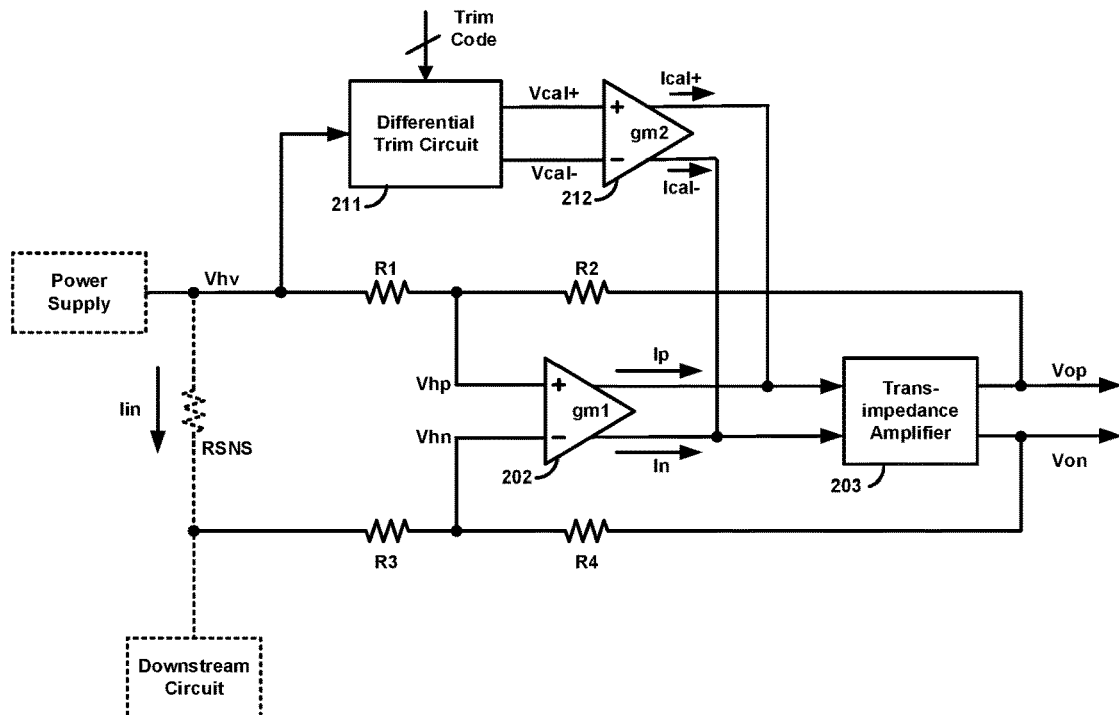 Trim
Code
Differential
Trim Circuit
211
Vcal+
Vcal-
+
gm2
−
212
Ical+
Ical-
Power
Supply
Vhv
R1
R2
Iin
RSNS
Vhp
Vhn
+
gm1
−
202
Ip
In
Trans-
impedance
Amplifier
203
Vop
Von
R3
R4
Downstream
Circuit